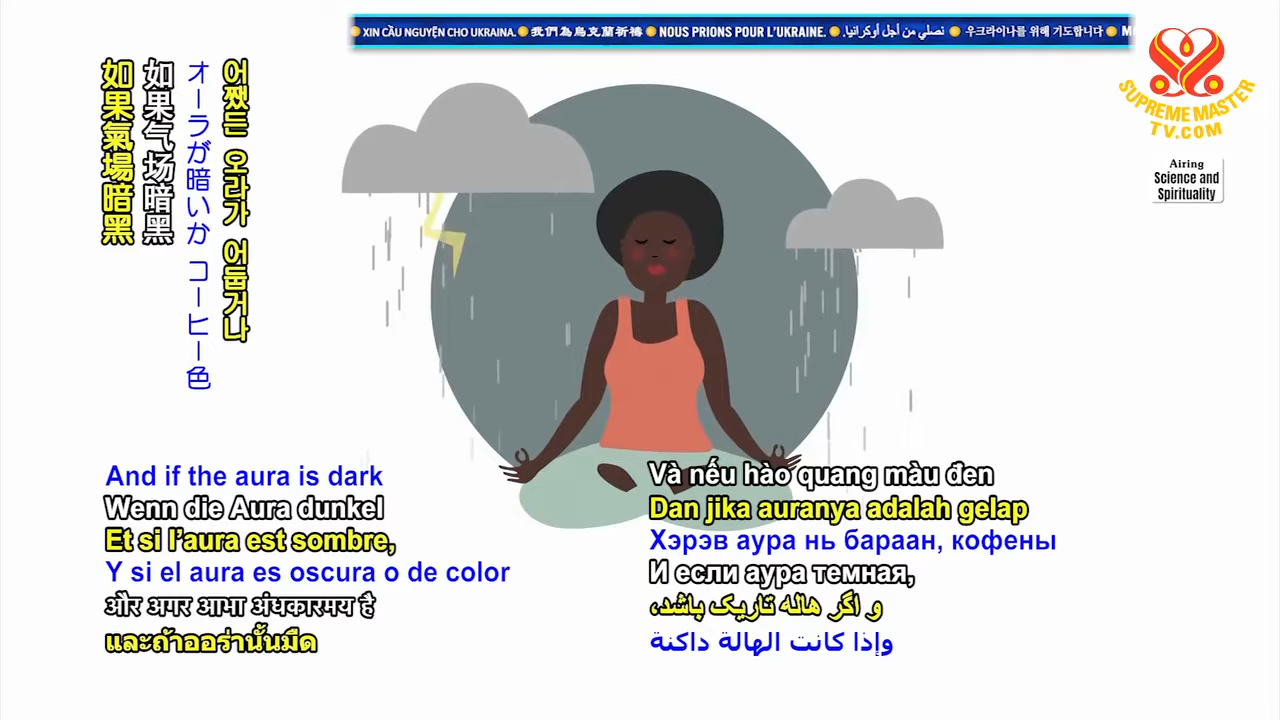 XIN CẦU NGUYỆN CHO UKRAINA. 我們為烏克蘭祈禱 NOUS PRIONS POUR L'UKRAINE. نصلي من أجل أوكرانيا. 우크라이나를 위해 기도합니다
SUPREME MASTER
TV.COM
Airing
Science and
Spirituality
어쨌든 오라가 어둡거나
オーラが暗いか コーヒー色
如果气场暗黑
如果氣場暗黑
And if the aura is dark
Wenn die Aura dunkel
Et si l'aura est sombre,
Y si el aura es oscura o de color
और अगर आभा अंधकारमय है
และถ้าออร่านั้นมืด
Và nếu hào quang màu đen
Dan jika auranya adalah gelap
Хэрэв аура нь бараан, кофены
И если аура темная,
و اگر هاله تاریک باشد،
وإذا كانت الهالة داكنة